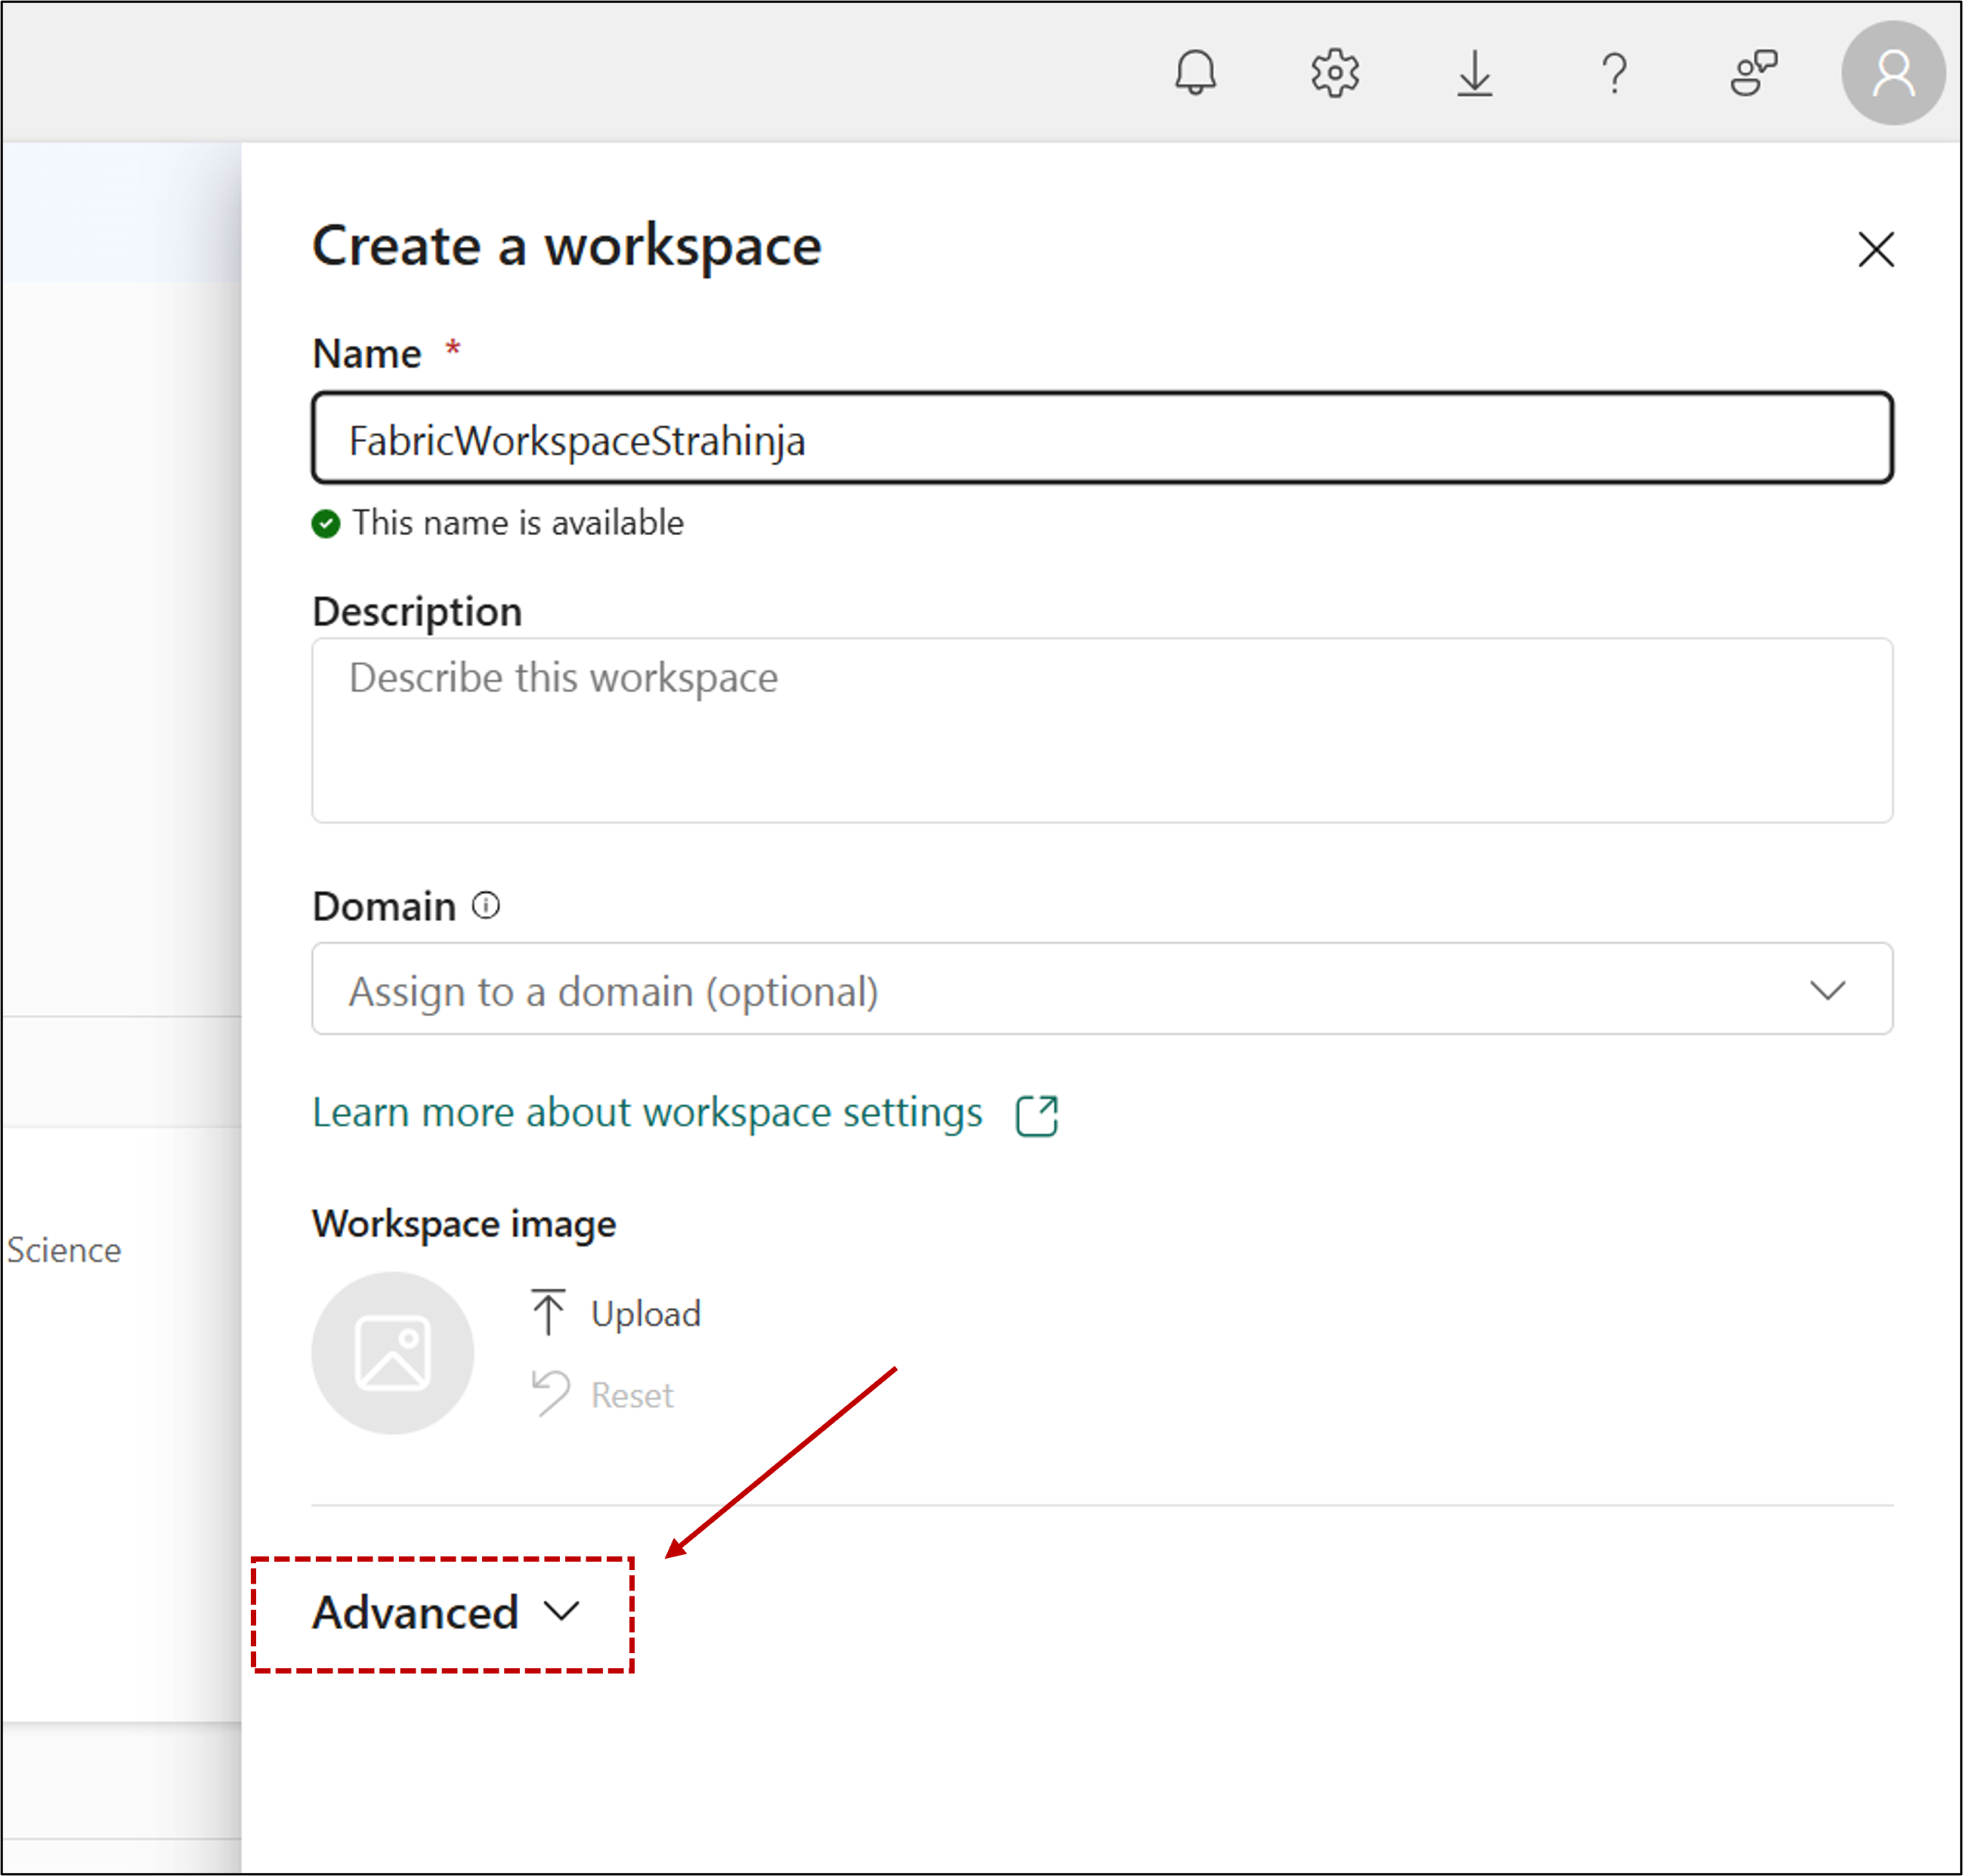 Create a workspace
Name *
FabricWorkspaceStrahinja
This name is available
Description
Describe this workspace
Domain
Assign to a domain (optional)
Learn more about workspace settings
Workspace image
Science
Upload
Reset
Advanced